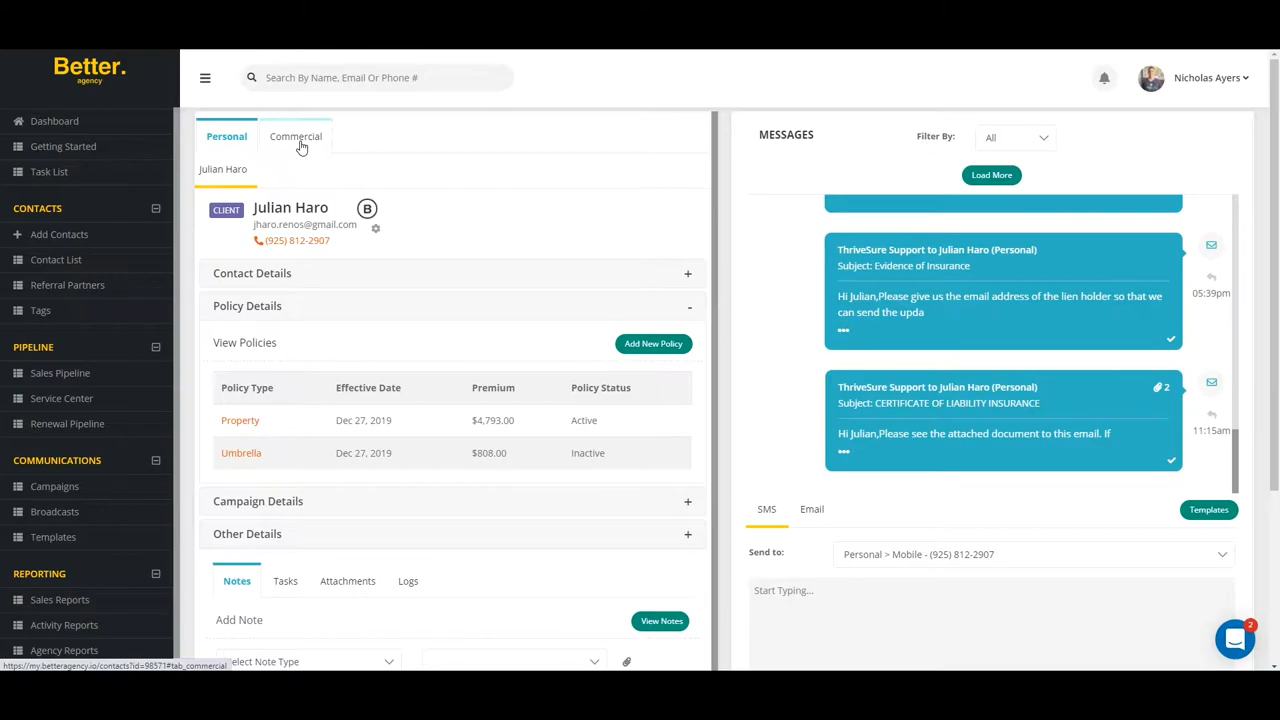 Better.
agency
Search By Name, Email Or Phone #
Nicholas Ayers
Dashboard
Getting Started
Task List
CONTACTS
Add Contacts
Contact List
Referral Partners
Tags
PIPELINE
Sales Pipeline
Service Center
Renewal Pipeline
COMMUNICATIONS
Campaigns
Broadcasts
Templates
REPORTING
Sales Reports
Activity Reports
Agency Reports
https://my.betteragency.io/contacts?id=98571#tab_commercial
Personal
Commercial
Julian Haro
CLIENT
Julian Haro
B
jharo.renos@gmail.com
(925) 812-2907
Contact Details +
Policy Details -
View Policies
Add New Policy
Policy Type Effective Date Premium Policy Status
Property Dec 27, 2019 $4,793.00 Active
Umbrella Dec 27, 2019 $808.00 Inactive
Campaign Details +
Other Details +
Notes Tasks Attachments Logs
Add Note
View Notes
Select Note Type
MESSAGES
Filter By: All
Load More
ThriveSure Support to Julian Haro (Personal)
Subject: Evidence of Insurance
Hi Julian,Please give us the email address of the lien holder so that we
can send the upda
•••
05:39pm
ThriveSure Support to Julian Haro (Personal) 2
Subject: CERTIFICATE OF LIABILITY INSURANCE
Hi Julian,Please see the attached document to this email. If
•••
11:15am
SMS Email
Templates
Send to: Personal > Mobile - (925) 812-2907
Start Typing...
2